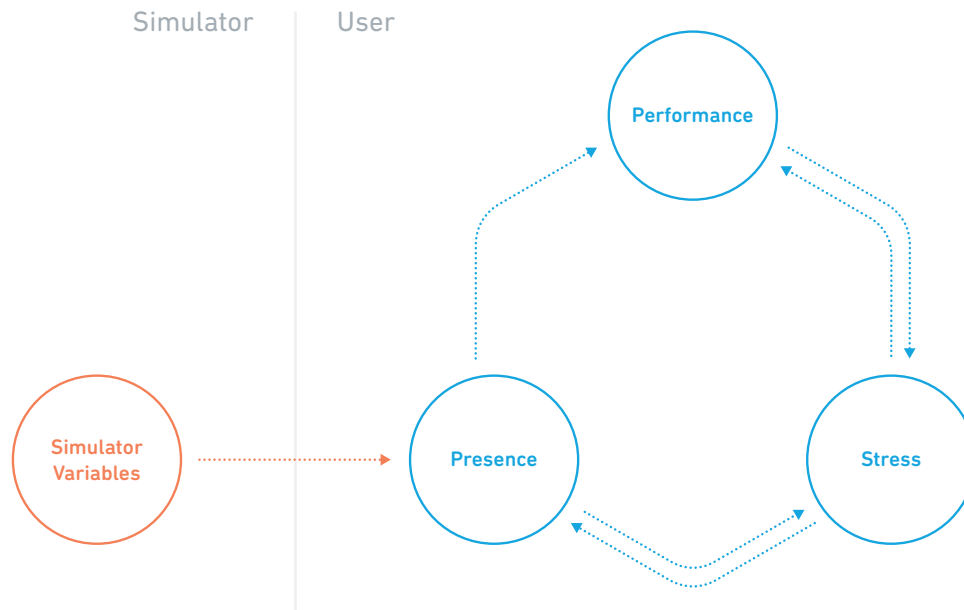 Simulator
User
Performance
Simulator
Variables
Presence
Stress